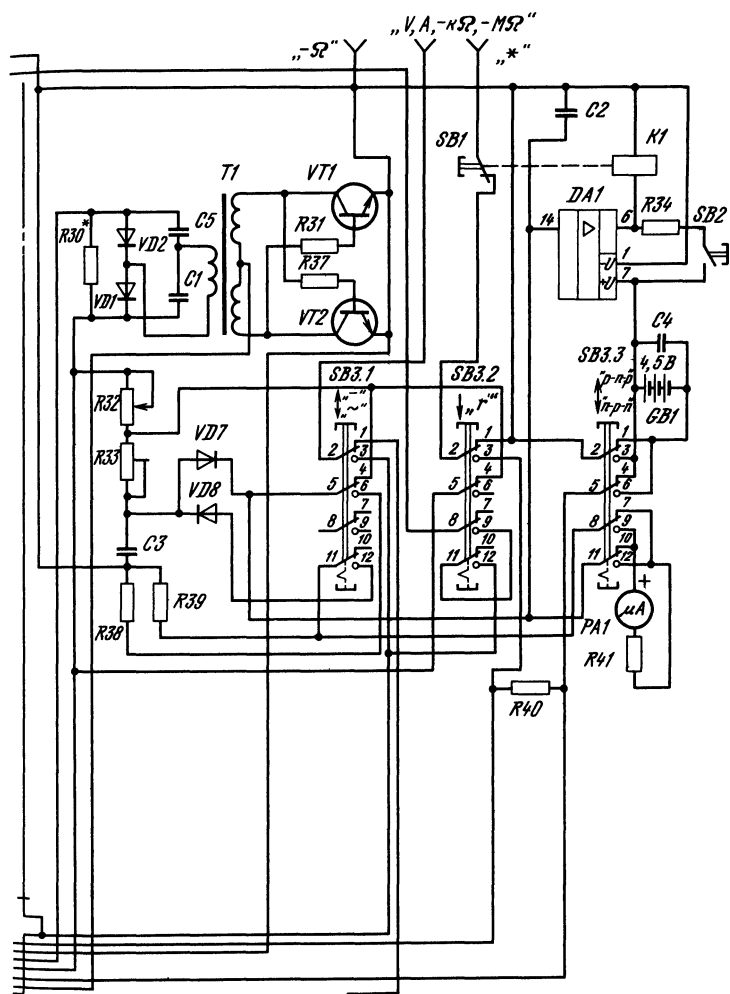 „-Ω”
„V, A, -кΩ, -MΩ”
„*”
C2
SB1
K1
T1
VT1
DA1
14
6
R34
SB2
C5
R31
1
-U
R30*
VD2
7
+U
C1
R37
VD1
VT2
C4
SB3.1
SB3.2
SB3.3
4,5 В
„-”
„~”
„r”
„p-n-p”
„n-p-n”
GB1
R32
1
2
3
4
5
6
7
8
9
10
11
12
1
2
3
4
5
6
7
8
9
10
11
12
1
2
3
4
5
6
7
8
9
10
11
12
R33
VD7
VD8
C3
+
μA
PA1
R38
R39
R41
R40